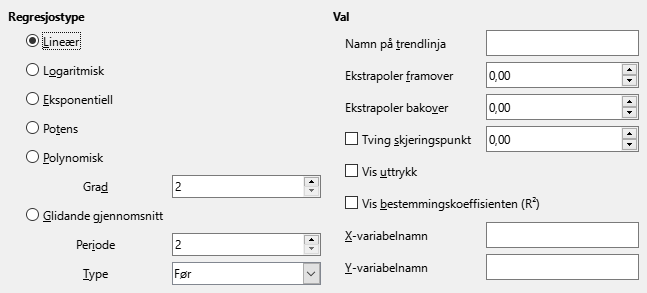 Regresjostype
Lineær
Logaritmisk
Eksponentiell
Potens
Polynomisk
Grad 2
Glidande gjennomsnitt
Periode 2
Type Før
Val
Namn på trendlinja
Ekstrapoler framover 0,00
Ekstrapoler bakover 0,00
Tving skjeringspunkt 0,00
Vis uttrykk
Vis bestemmingskoeffisienten (R²)
X-variabelnamn
Y-variabelnamn